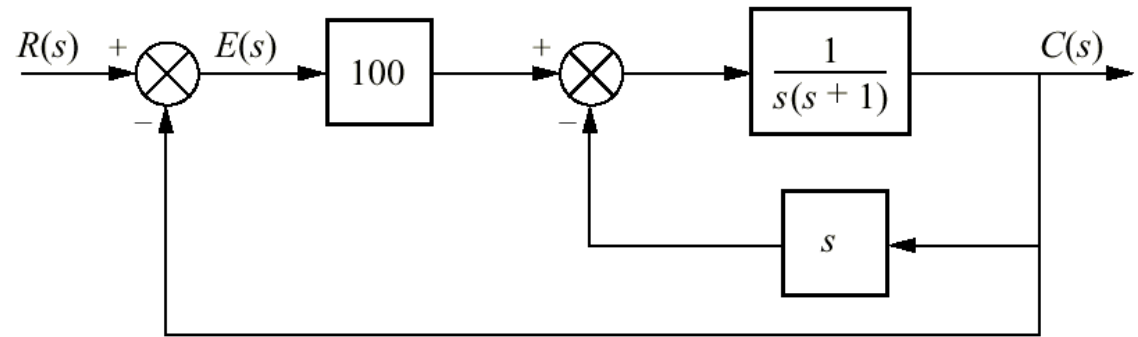 R(s) + E(s) 100 + 1 C(s)
s(s + 1)
− −
s